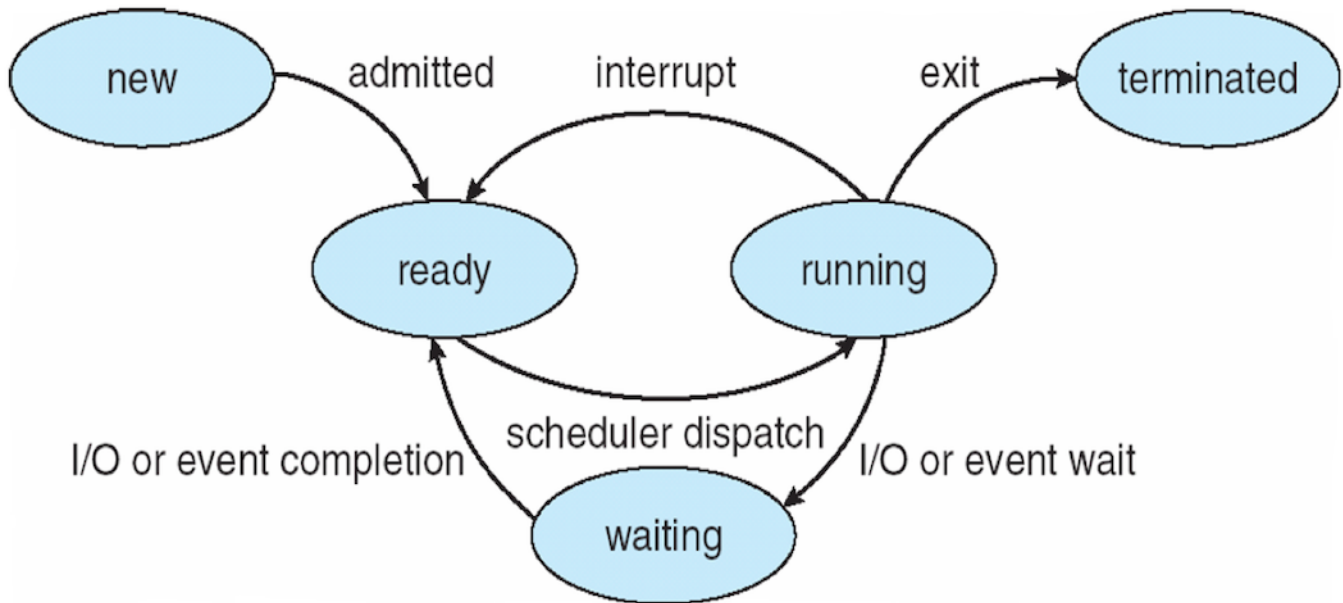 new
admitted
interrupt
exit
terminated
ready
running
scheduler dispatch
I/O or event completion
I/O or event wait
waiting